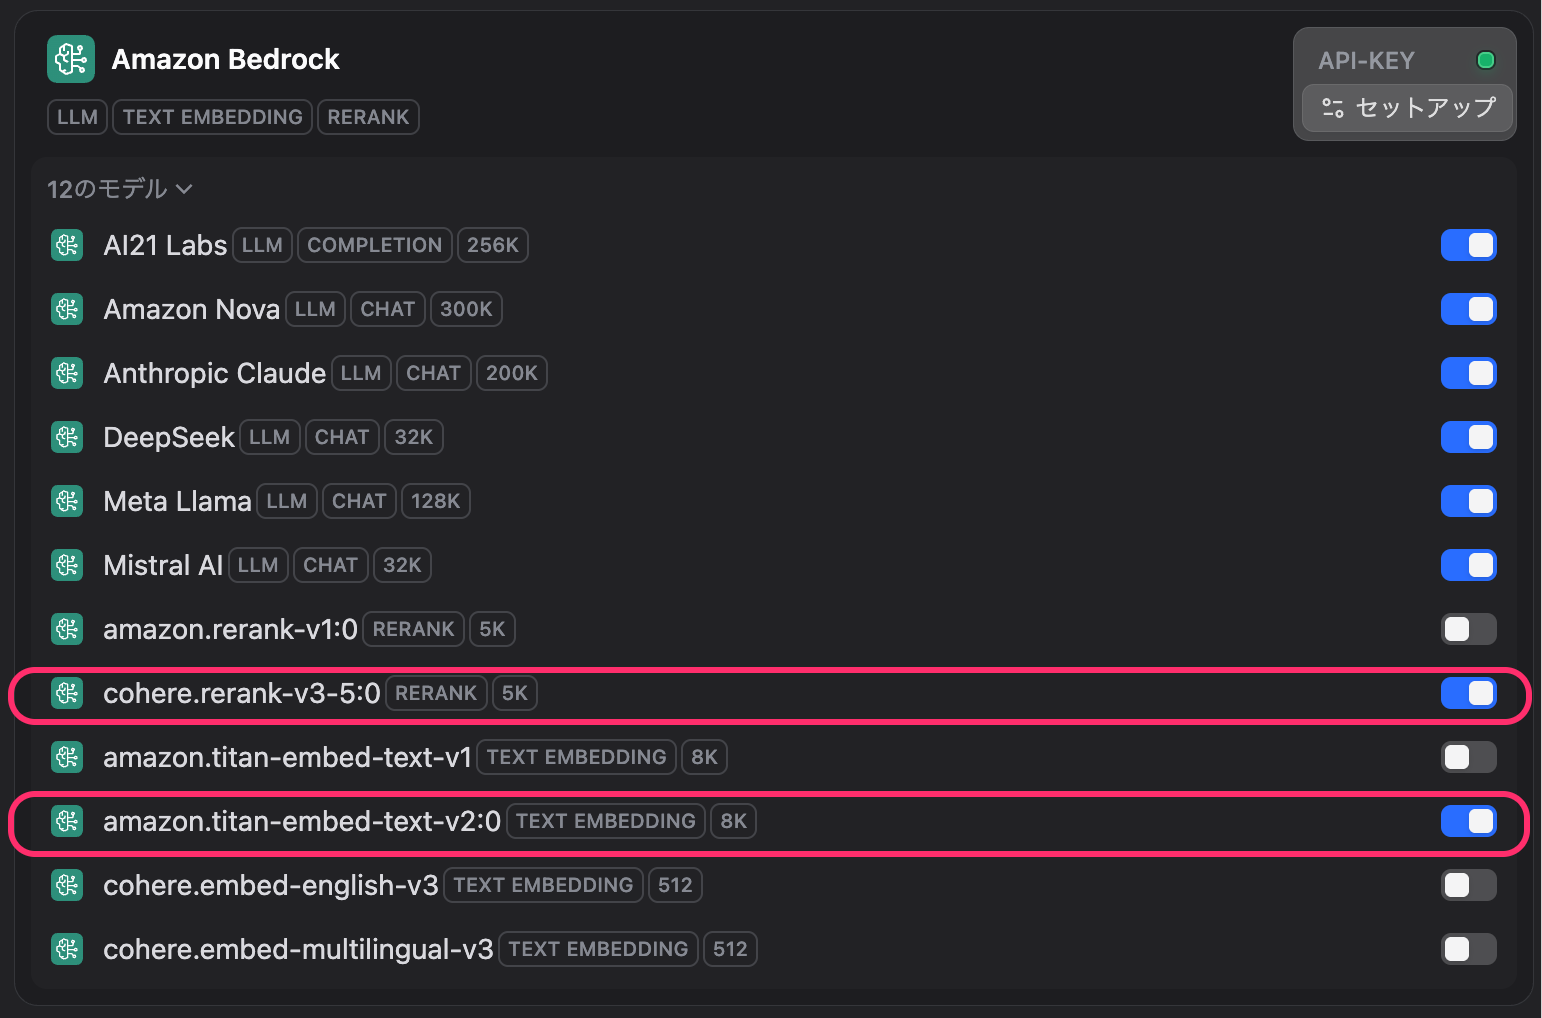 Amazon Bedrock
API-KEY
LLM TEXT EMBEDDING RERANK
セットアップ
12のモデル
AI21 Labs LLM COMPLETION 256K
Amazon Nova LLM CHAT 300K
Anthropic Claude LLM CHAT 200K
DeepSeek LLM CHAT 32K
Meta Llama LLM CHAT 128K
Mistral AI LLM CHAT 32K
amazon.rerank-v1:0 RERANK 5K
cohere.rerank-v3-5:0 RERANK 5K
amazon.titan-embed-text-v1 TEXT EMBEDDING 8K
amazon.titan-embed-text-v2:0 TEXT EMBEDDING 8K
cohere.embed-english-v3 TEXT EMBEDDING 512
cohere.embed-multilingual-v3 TEXT EMBEDDING 512